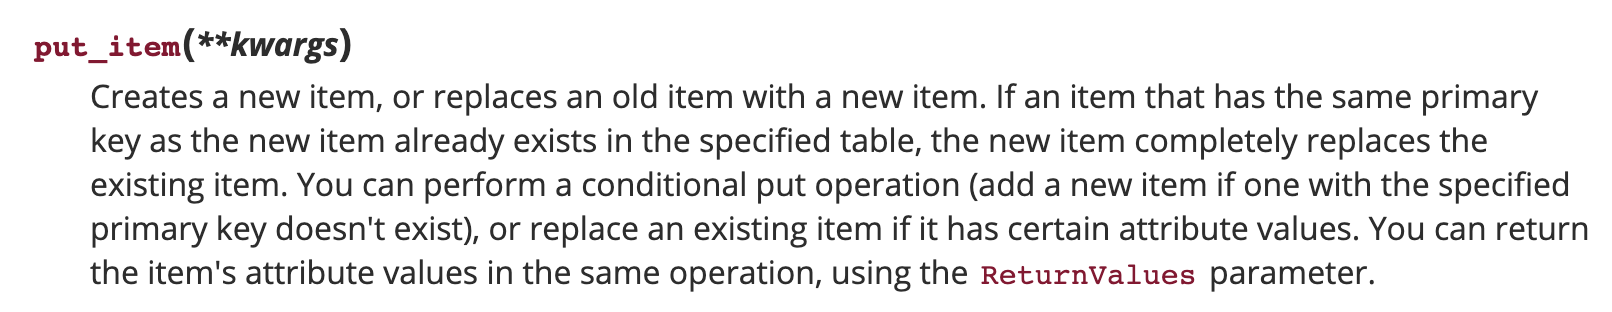 put_item(**kwargs)
Creates a new item, or replaces an old item with a new item. If an item that has the same primary
key as the new item already exists in the specified table, the new item completely replaces the
existing item. You can perform a conditional put operation (add a new item if one with the specified
primary key doesn't exist), or replace an existing item if it has certain attribute values. You can return
the item's attribute values in the same operation, using the ReturnValues parameter.